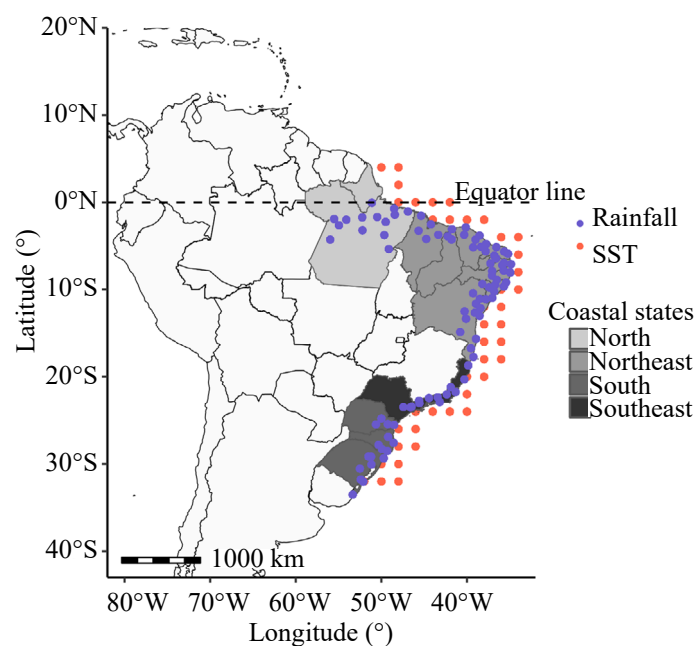 20°N
10°N
0°N
10°S
20°S
30°S
40°S
Latitude (°)
Equator line
Rainfall
SST
Coastal states
North
Northeast
South
Southeast
1000 km
80°W 70°W 60°W 50°W 40°W
Longitude (°)